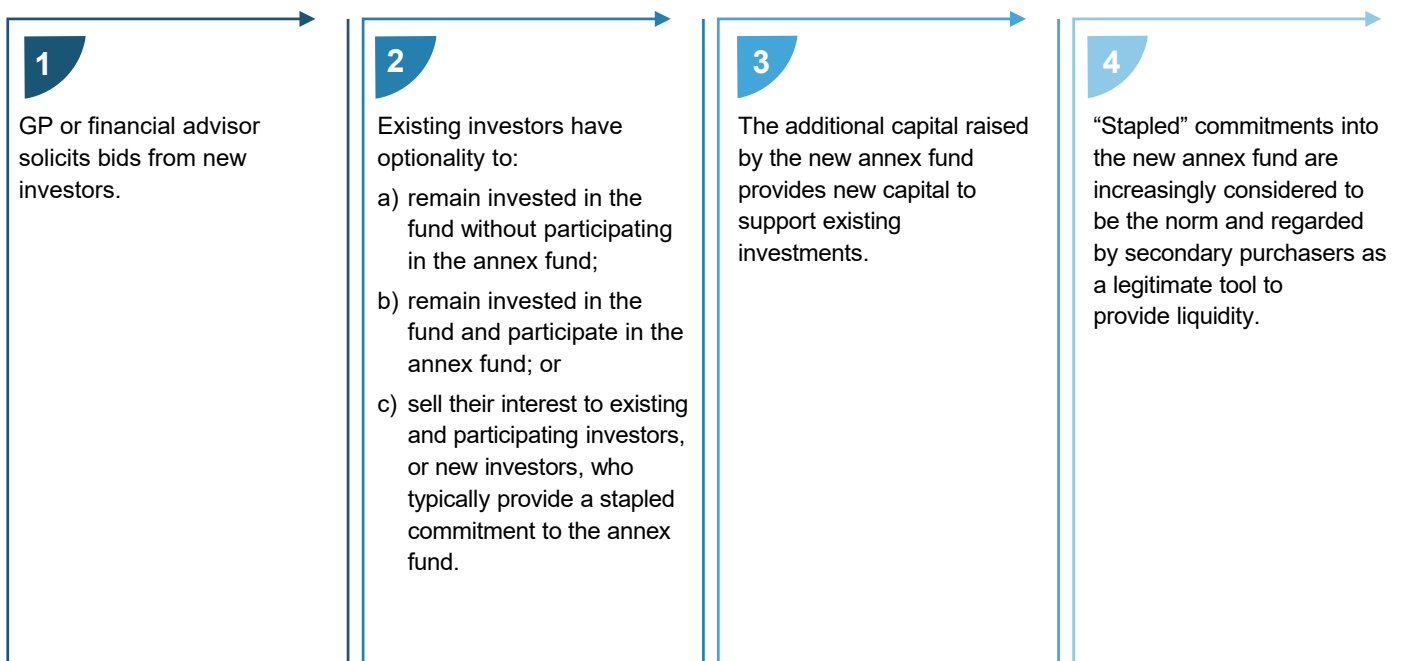 1
GP or financial advisor
solicits bids from new
investors.
2
Existing investors have
optionality to:
a) remain invested in the
fund without participating
in the annex fund;
b) remain invested in the
fund and participate in the
annex fund; or
c) sell their interest to existing
and participating investors,
or new investors, who
typically provide a stapled
commitment to the annex
fund.
3
The additional capital raised
by the new annex fund
provides new capital to
support existing
investments.
4
“Stapled” commitments into
the new annex fund are
increasingly considered to
be the norm and regarded
by secondary purchasers as
a legitimate tool to
provide liquidity.